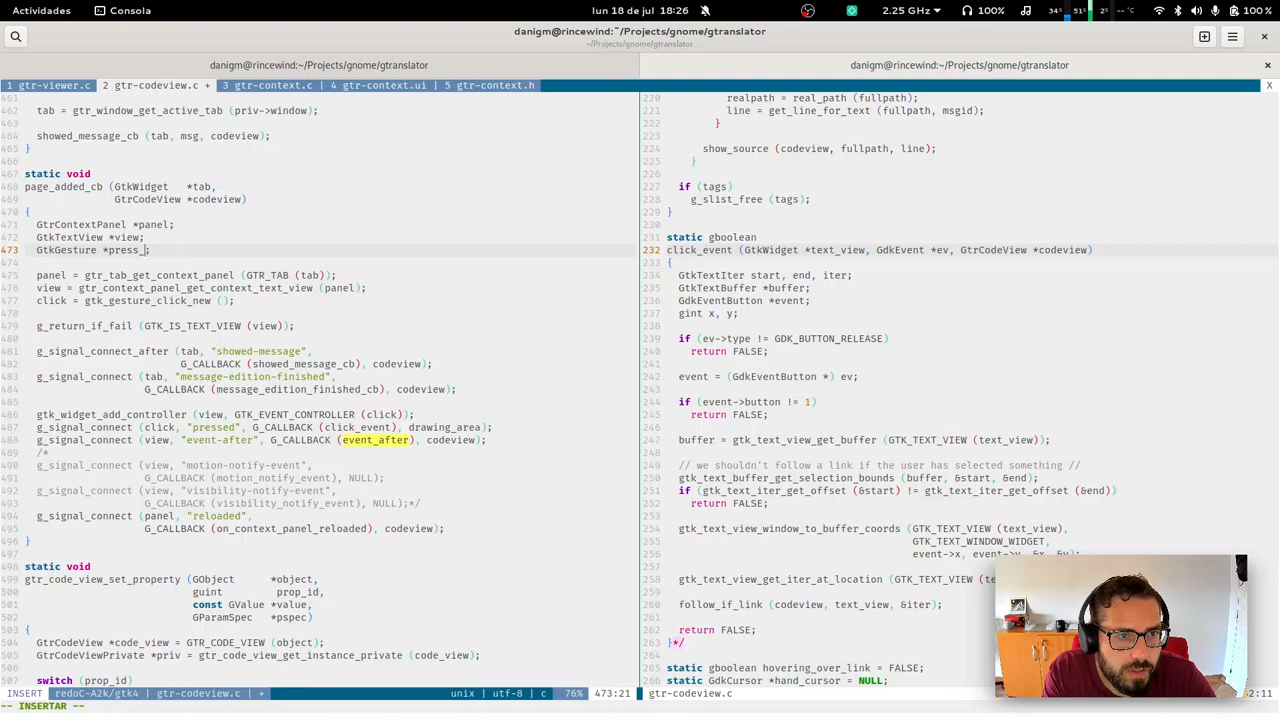 Actividades
Consola
lun 18 de jul 18:26
2.25 GHz
100%
34%
51%
2%
--°C
100 %
danigm@rincewind:~/Projects/gnome/gtranslator
~/Projects/gnome/gtranslator
danigm@rincewind:~/Projects/gnome/gtranslator
danigm@rincewind:~/Projects/gnome/gtranslator
1 gtr-viewer.c
2 gtr-codeview.c +
3 gtr-context.c
4 gtr-context.ui
5 gtr-context.h
X
461
462 tab = gtr_window_get_active_tab (priv->window);
463
464 showed_message_cb (tab, msg, codeview);
465 }
466
467 static void
468 page_added_cb (GtkWidget *tab,
469 GtrCodeView *codeview)
470 {
471 GtrContextPanel *panel;
472 GtkTextView *view;
473 GtkGesture *press_;
474
475 panel = gtr_tab_get_context_panel (GTR_TAB (tab));
476 view = gtr_context_panel_get_context_text_view (panel);
477 click = gtk_gesture_click_new ();
478
479 g_return_if_fail (GTK_IS_TEXT_VIEW (view));
480
481 g_signal_connect_after (tab, "showed-message",
482 G_CALLBACK (showed_message_cb), codeview);
483 g_signal_connect (tab, "message-edition-finished",
484 G_CALLBACK (message_edition_finished_cb), codeview);
485
486 gtk_widget_add_controller (view, GTK_EVENT_CONTROLLER (click));
487 g_signal_connect (click, "pressed", G_CALLBACK (click_event), drawing_area);
488 g_signal_connect (view, "event-after", G_CALLBACK (event_after), codeview);
489 /*
490 g_signal_connect (view, "motion-notify-event",
491 G_CALLBACK (motion_notify_event), NULL);
492 g_signal_connect (view, "visibility-notify-event",
493 G_CALLBACK (visibility_notify_event), NULL);*/
494 g_signal_connect (panel, "reloaded",
495 G_CALLBACK (on_context_panel_reloaded), codeview);
496 }
497
498 static void
499 gtr_code_view_set_property (GObject *object,
500 guint prop_id,
501 const GValue *value,
502 GParamSpec *pspec)
503 {
504 GtrCodeView *code_view = GTR_CODE_VIEW (object);
505 GtrCodeViewPrivate *priv = gtr_code_view_get_instance_private (code_view);
506
507 switch (prop_id)
INSERT redoC-A2k/gtk4 | gtr-codeview.c | + unix | utf-8 | c 76% 473:21
-- INSERTAR --
220 realpath = real_path (fullpath);
221 line = get_line_for_text (fullpath, msgid);
222 }
223
224 show_source (codeview, fullpath, line);
225 }
226
227 if (tags)
228 g_slist_free (tags);
229 }
230
231 static gboolean
232 click_event (GtkWidget *text_view, GdkEvent *ev, GtrCodeView *codeview)
233 {
234 GtkTextIter start, end, iter;
235 GtkTextBuffer *buffer;
236 GdkEventButton *event;
237 gint x, y;
238
239 if (ev->type != GDK_BUTTON_RELEASE)
240 return FALSE;
241
242 event = (GdkEventButton *) ev;
243
244 if (event->button != 1)
245 return FALSE;
246
247 buffer = gtk_text_view_get_buffer (GTK_TEXT_VIEW (text_view));
248
249 // we shouldn't follow a link if the user has selected something //
250 gtk_text_buffer_get_selection_bounds (buffer, &start, &end);
251 if (gtk_text_iter_get_offset (&start) != gtk_text_iter_get_offset (&end))
252 return FALSE;
253
254 gtk_text_view_window_to_buffer_coords (GTK_TEXT_VIEW (text_view),
255 GTK_TEXT_WINDOW_WIDGET,
256 event->x, event->y, &x, &y);
257
258 gtk_text_view_get_iter_at_location (GTK_TEXT_VIEW
259
260 follow_if_link (codeview, text_view, &iter);
261
262 return FALSE;
263 }*/
264
265 static gboolean hovering_over_link = FALSE;
266 static GdkCursor *hand_cursor = NULL;
gtr-codeview.c
2:11